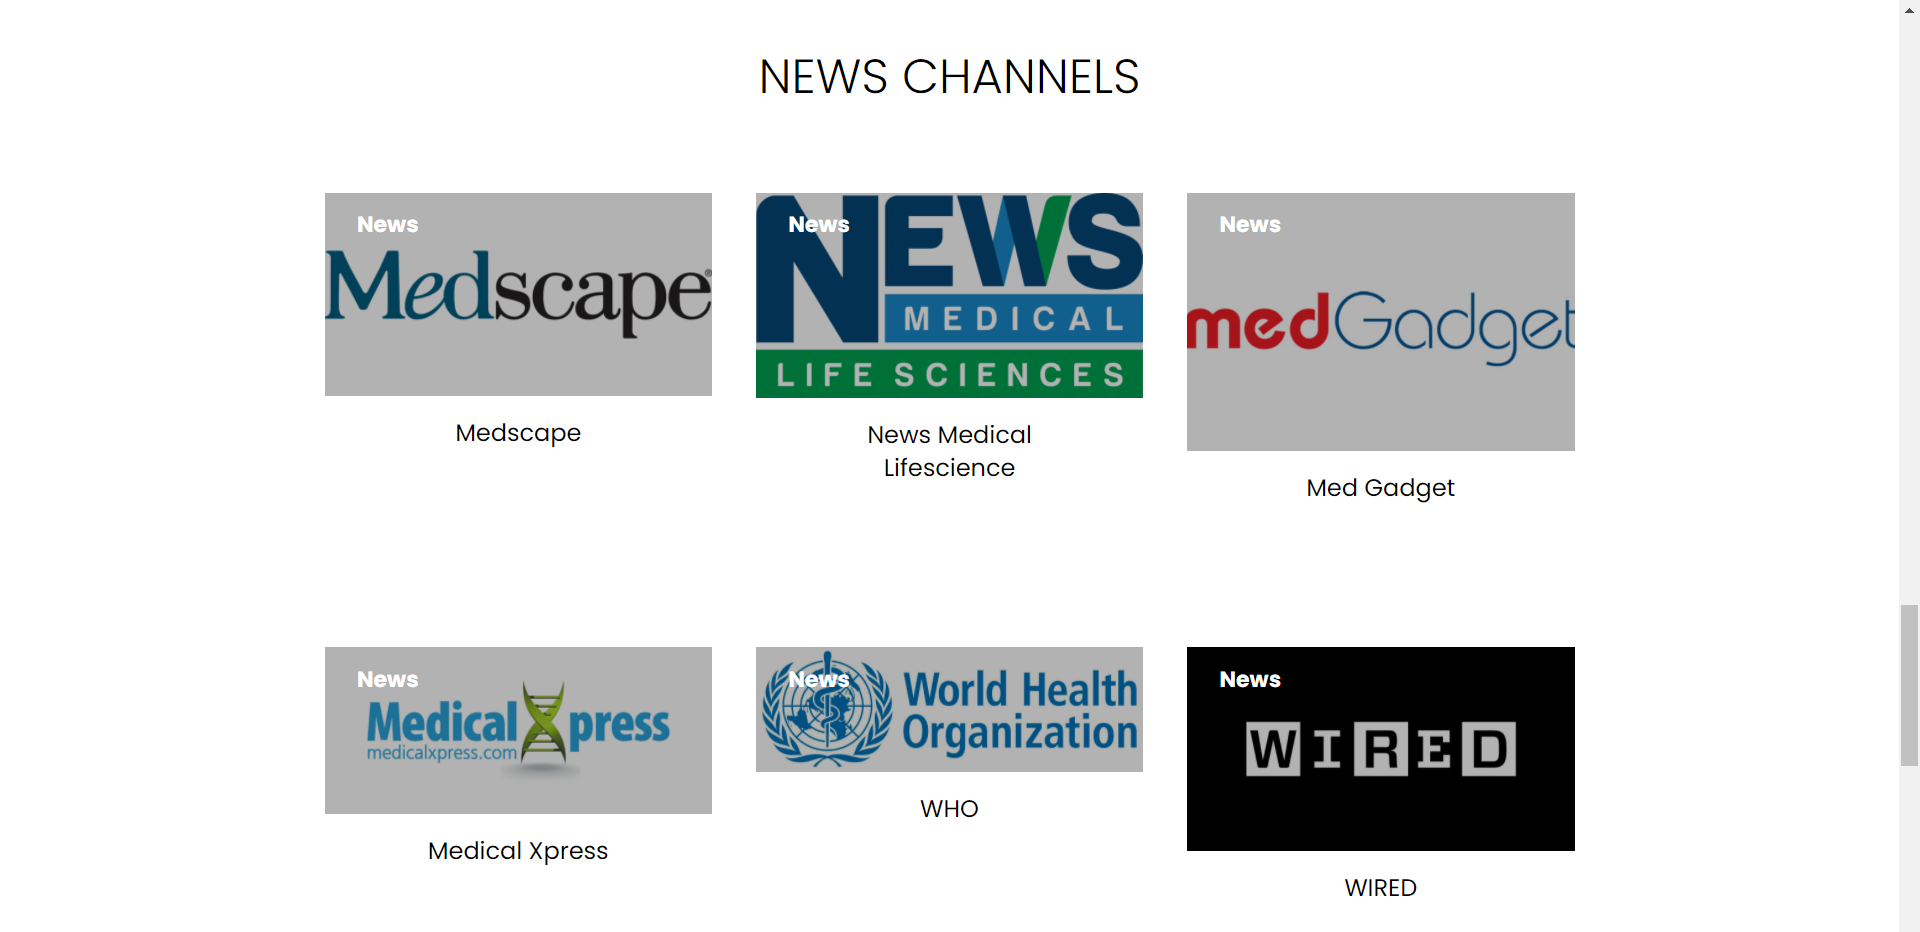 NEWS CHANNELS
News
Medscape®
Medscape
News
NEWS
MEDICAL
LIFE SCIENCES
News Medical
Lifescience
News
medGadget
Med Gadget
News
MedicalXpress
medicalxpress.com
Medical Xpress
News
World Health
Organization
WHO
News
WIRED
WIRED